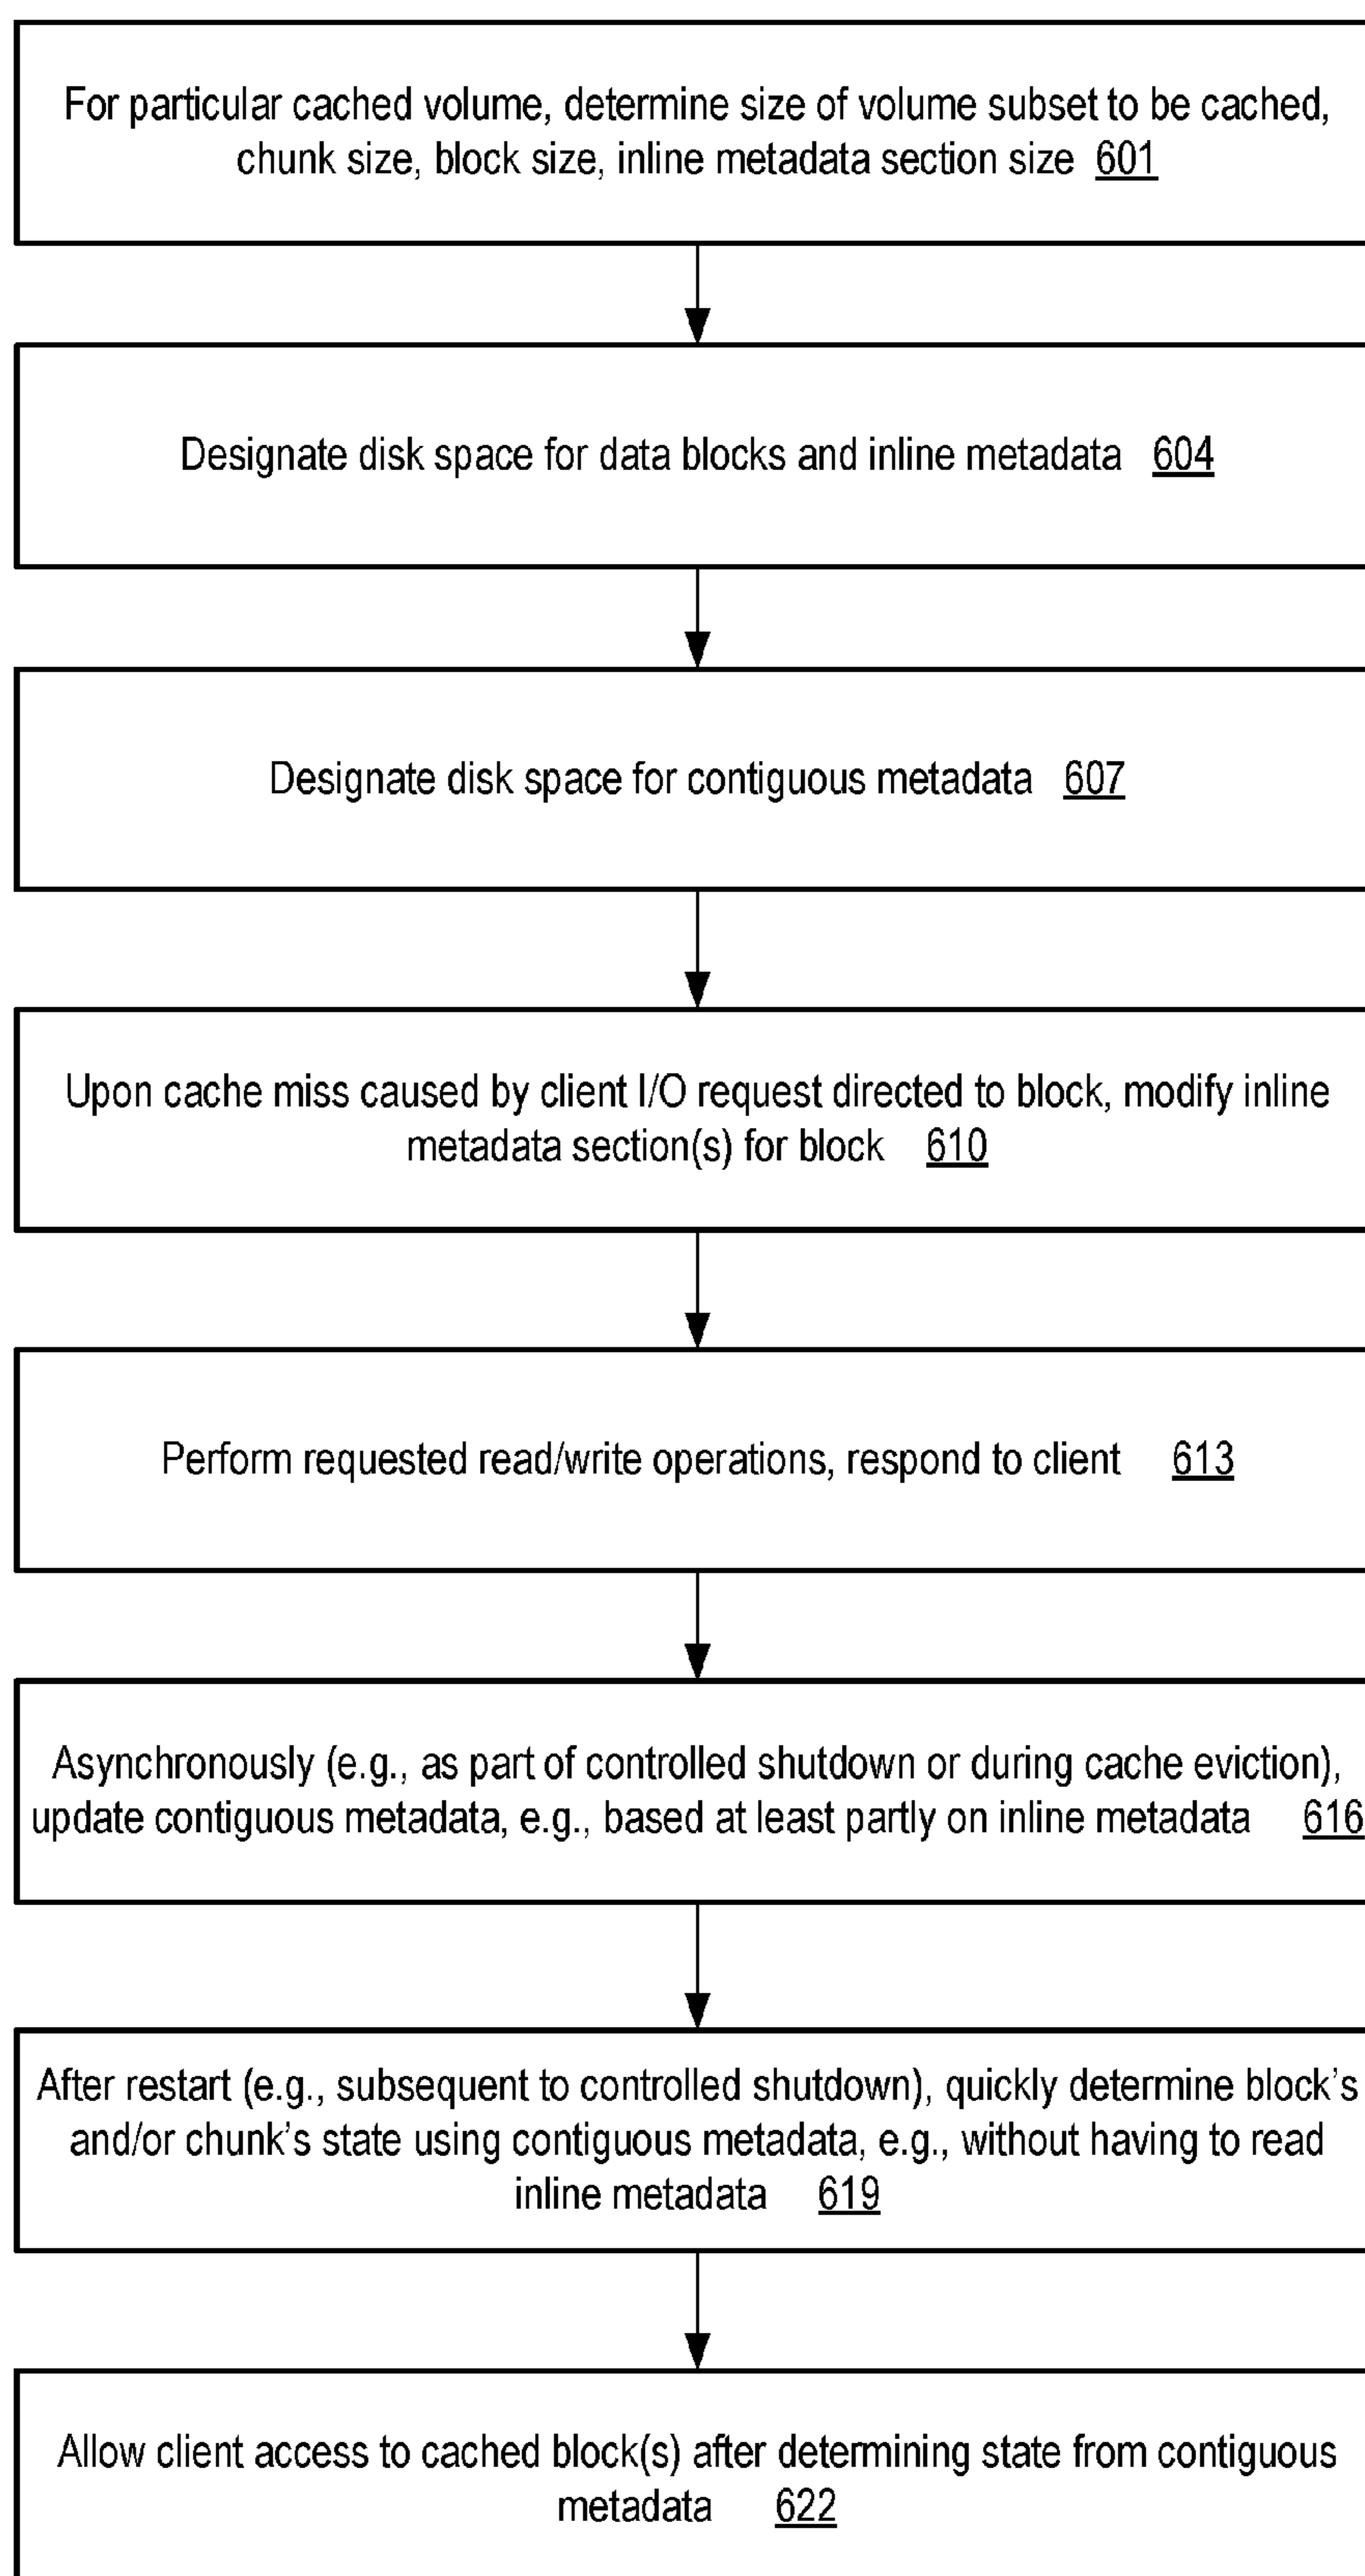 For particular cached volume, determine size of volume subset to be cached,
chunk size, block size, inline metadata section size 601
Designate disk space for data blocks and inline metadata 604
Designate disk space for contiguous metadata 607
Upon cache miss caused by client I/O request directed to block, modify inline
metadata section(s) for block 610
Perform requested read/write operations, respond to client 613
Asynchronously (e.g., as part of controlled shutdown or during cache eviction),
update contiguous metadata, e.g., based at least partly on inline metadata 616
After restart (e.g., subsequent to controlled shutdown), quickly determine block's
and/or chunk's state using contiguous metadata, e.g., without having to read
inline metadata 619
Allow client access to cached block(s) after determining state from contiguous
metadata 622